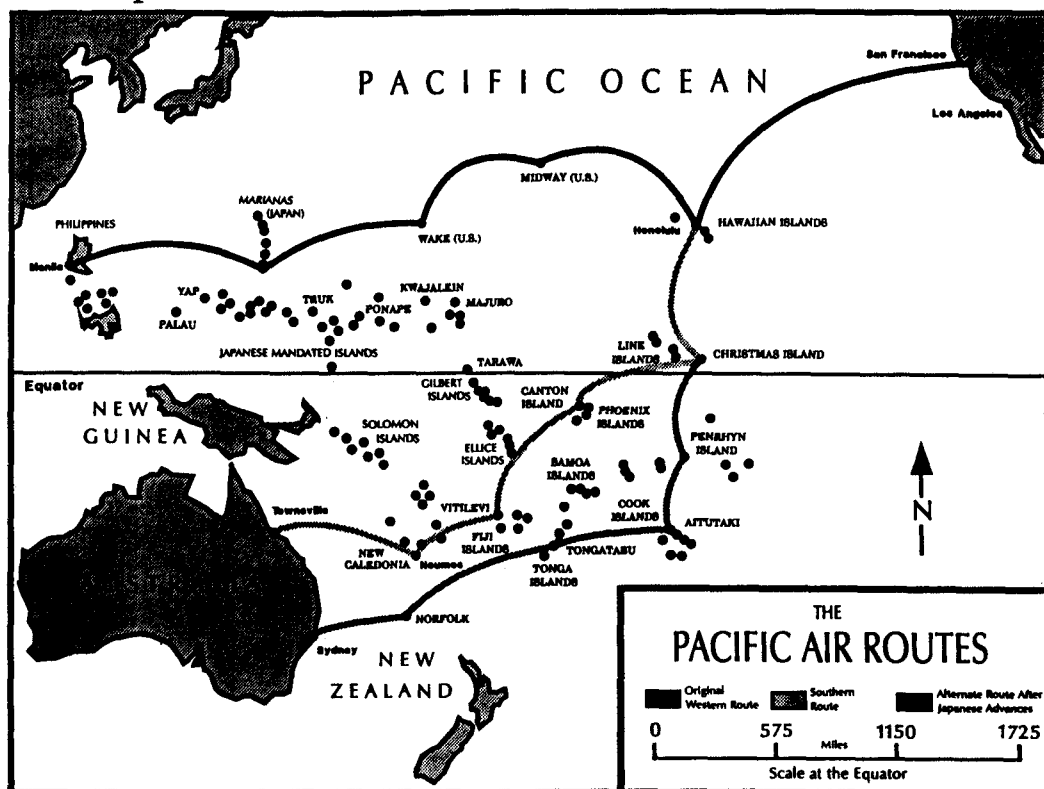 San Francisco
PACIFIC OCEAN
Los Angeles
MIDWAY (U.S.)
MARIANAS
(JAPAN)
PHILIPPINES
WAKE (U.S.)
Honolulu
HAWAIIAN ISLANDS
Manila
YAP
TRUK
KWAJALEIN
PONAPE
MAJURO
PALAU
JAPANESE MANDATED ISLANDS
LINE
ISLANDS
CHRISTMAS ISLAND
TARAWA
Equator
GILBERT
ISLANDS
CANTON
ISLAND
NEW
GUINEA
PHOENIX
ISLANDS
SOLOMON
ISLANDS
PENRHYN
ISLAND
ELLICE
ISLANDS
SAMOA
ISLANDS
COOK
ISLANDS
VITILEVI
Townsville
AITUTAKI
FIJI
ISLANDS
NEW
CALEDONIA
Noumea
TONGATABU
TONGA
ISLANDS
N
NORFOLK
Sydney
NEW
ZEALAND
THE
PACIFIC AIR ROUTES
Original
Western Route
Southern
Route
Alternate Route After
Japanese Advances
0 575 1150 1725
Miles
Scale at the Equator